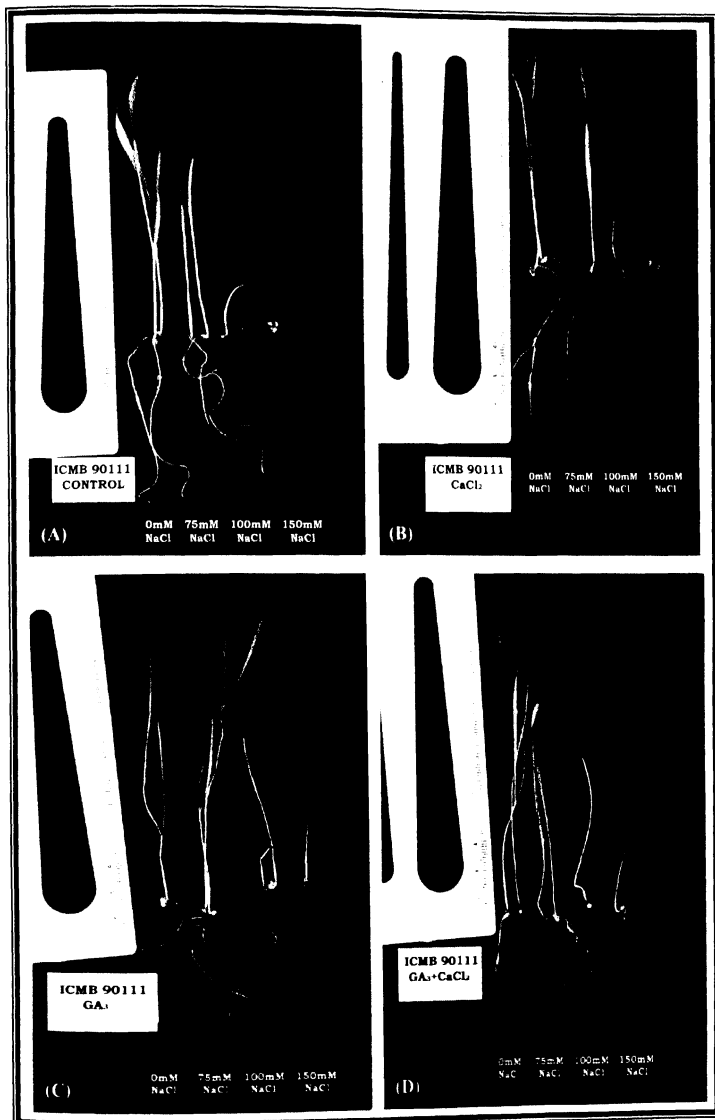 ICMB 90111
CONTROL
(A)
0mM 75mM 100mM 150mM
NaCl NaCl NaCl NaCl
ICMB 90111
CaCl₂
(B)
0mM 75mM 100mM 150mM
NaCl NaCl NaCl NaCl
ICMB 90111
GA₃
(C)
0mM 75mM 100mM 150mM
NaCl NaCl NaCl NaCl
ICMB 90111
GA₃+CaCl₂
(D)
0mM 75mM 100mM 150mM
NaC NaCl NaCl NaCl